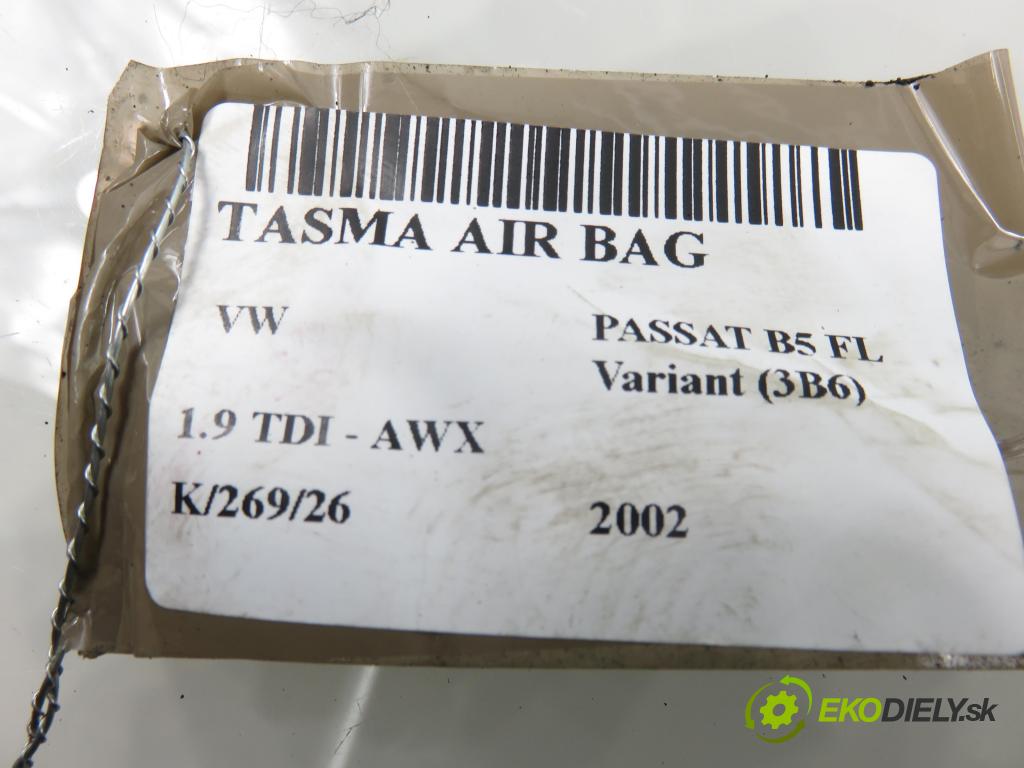 TASMA AIR BAG
VW
PASSAT B5 FL
Variant (3B6)
1.9 TDI - AWX
K/269/26
2002
EKODIELY.sk